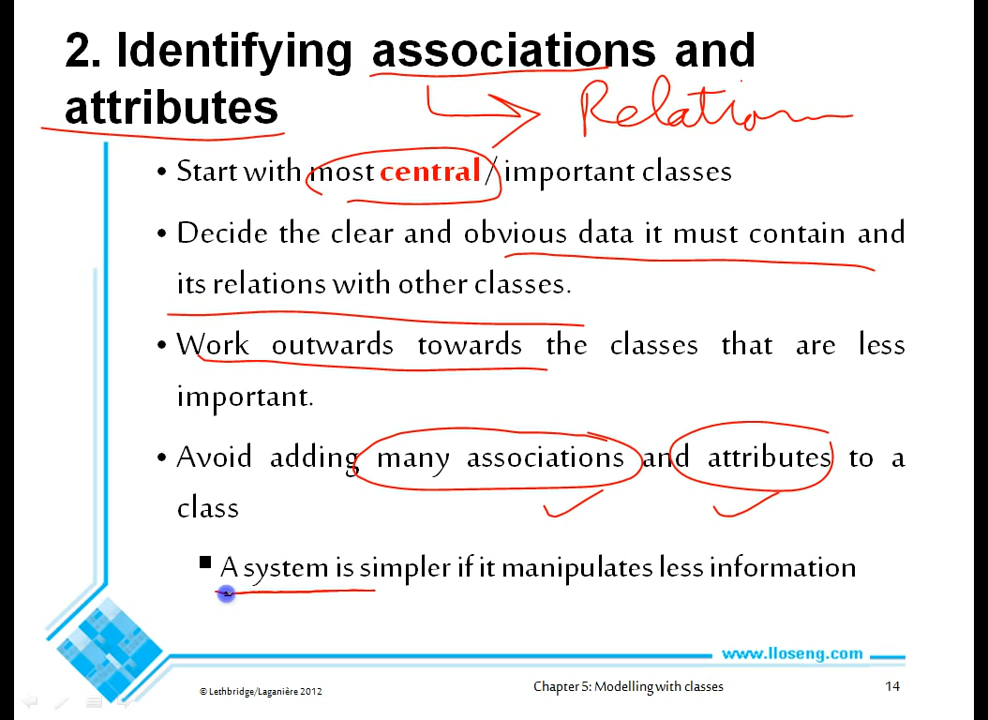 2. Identifying associations and
attributes
Relation
• Start with most central/important classes
• Decide the clear and obvious data it must contain and
its relations with other classes.
• Work outwards towards the classes that are less
important.
• Avoid adding many associations and attributes to a
class
▪ A system is simpler if it manipulates less information
www.lloseng.com
© Lethbridge/Laganière 2012
Chapter 5: Modelling with classes
14